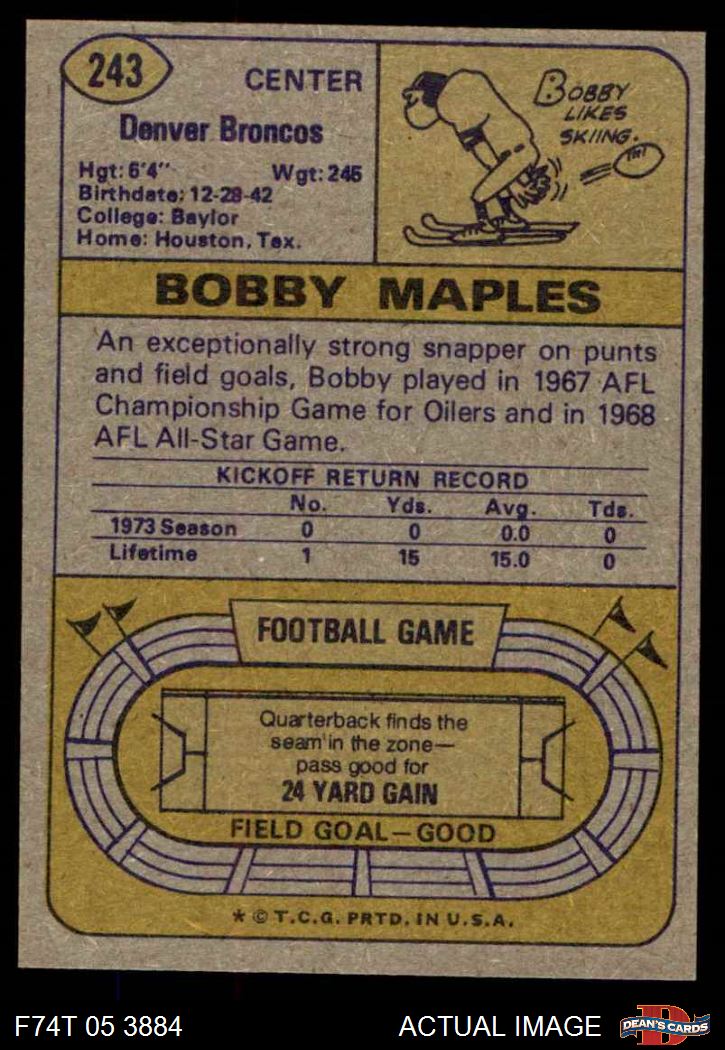 243
CENTER
Denver Broncos
Hgt: 6'4" Wgt: 245
Birthdate: 12-28-42
College: Baylor
Home: Houston, Tex.
BOBBY
LIKES
SKIING.
BOBBY MAPLES
An exceptionally strong snapper on punts
and field goals, Bobby played in 1967 AFL
Championship Game for Oilers and in 1968
AFL All-Star Game.
KICKOFF RETURN RECORD
No. Yds. Avg. Tds.
1973 Season 0 0 0.0 0
Lifetime 1 15 15.0 0
FOOTBALL GAME
Quarterback finds the
seam in the zone—
pass good for
24 YARD GAIN
FIELD GOAL—GOOD
* © T.C.G. PRTD. IN U.S.A.
F74T 05 3884 ACTUAL IMAGE
D
DEAN'S CARDS